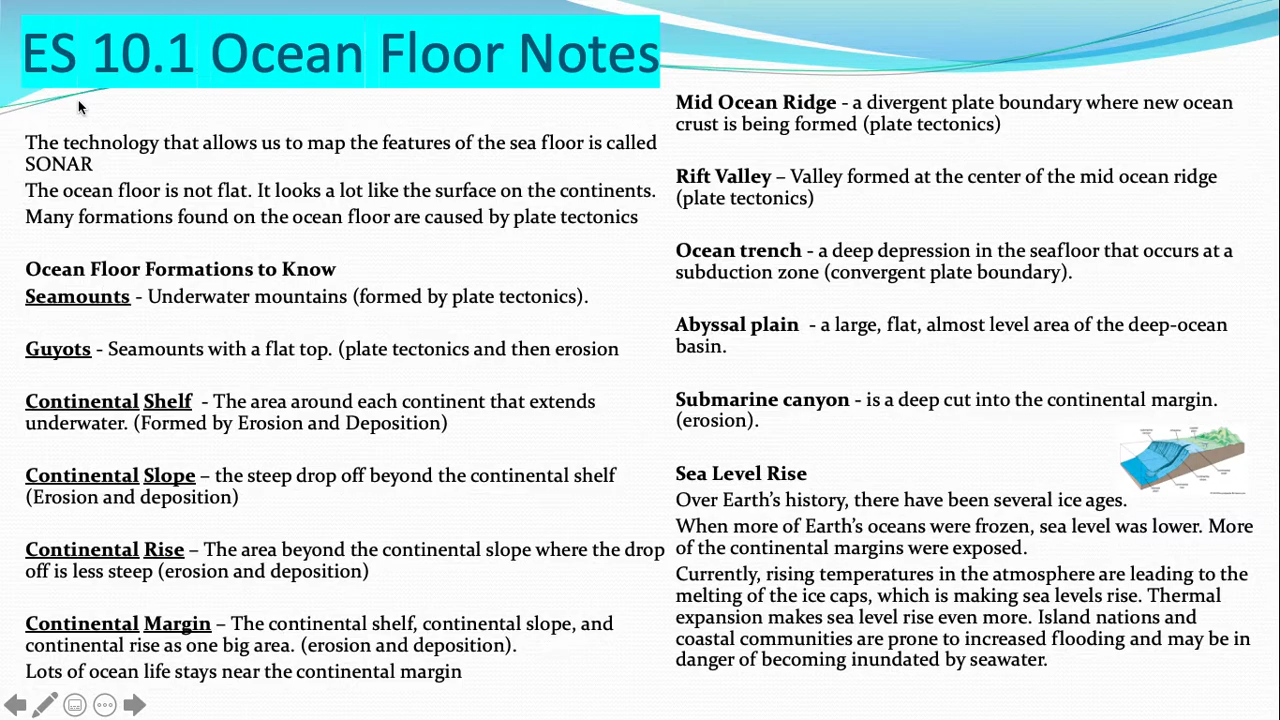 ES 10.1 Ocean Floor Notes
The technology that allows us to map the features of the sea floor is called
SONAR
The ocean floor is not flat. It looks a lot like the surface on the continents.
Many formations found on the ocean floor are caused by plate tectonics
Ocean Floor Formations to Know
Seamounts - Underwater mountains (formed by plate tectonics).
Guyots - Seamounts with a flat top. (plate tectonics and then erosion
Continental Shelf - The area around each continent that extends
underwater. (Formed by Erosion and Deposition)
Continental Slope – the steep drop off beyond the continental shelf
(Erosion and deposition)
Continental Rise – The area beyond the continental slope where the drop
off is less steep (erosion and deposition)
Continental Margin – The continental shelf, continental slope, and
continental rise as one big area. (erosion and deposition).
Lots of ocean life stays near the continental margin
Mid Ocean Ridge - a divergent plate boundary where new ocean
crust is being formed (plate tectonics)
Rift Valley – Valley formed at the center of the mid ocean ridge
(plate tectonics)
Ocean trench - a deep depression in the seafloor that occurs at a
subduction zone (convergent plate boundary).
Abyssal plain - a large, flat, almost level area of the deep-ocean
basin.
Submarine canyon - is a deep cut into the continental margin.
(erosion).
Sea Level Rise
Over Earth’s history, there have been several ice ages.
When more of Earth’s oceans were frozen, sea level was lower. More
of the continental margins were exposed.
Currently, rising temperatures in the atmosphere are leading to the
melting of the ice caps, which is making sea levels rise. Thermal
expansion makes sea level rise even more. Island nations and
coastal communities are prone to increased flooding and may be in
danger of becoming inundated by seawater.